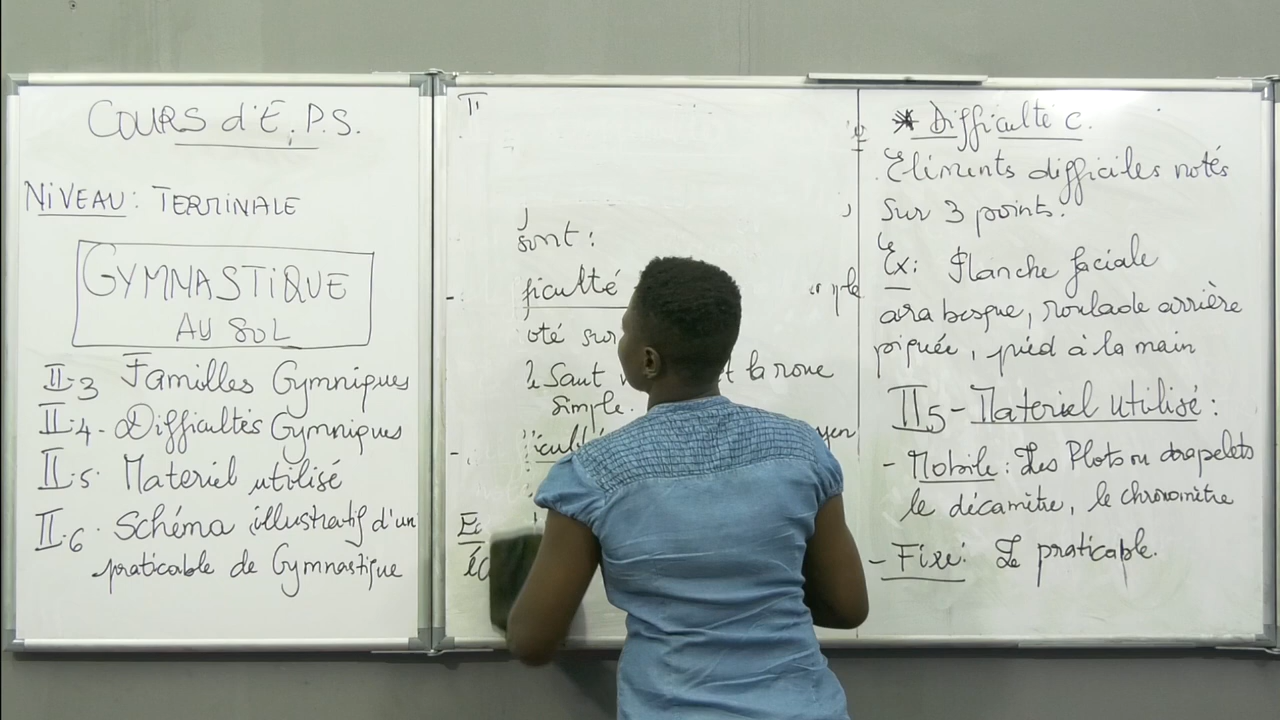 COURS d'E.P.S.
NiVEAU : TERMINALE
GYMNASTiQUE
AU SOL
II.3 Familles Gymniques
II.4 - Difficultés Gymniques
II.5. Materiel utilisé
II.6. Schéma illustratif d'un
praticable de Gymnastique
sont :
ficulté
oté sur
Saut la roue
simple.
* Difficulté C.
Eléments difficiles notés
sur 3 points.
Ex: Planche faciale
arabesque, roulade arrière
piquée, pied à la main
II5 - Materiel utilisé :
- Mobile : Les Plots ou drapelets
le décamètre, le chronomètre
- Fixe : Le praticable.